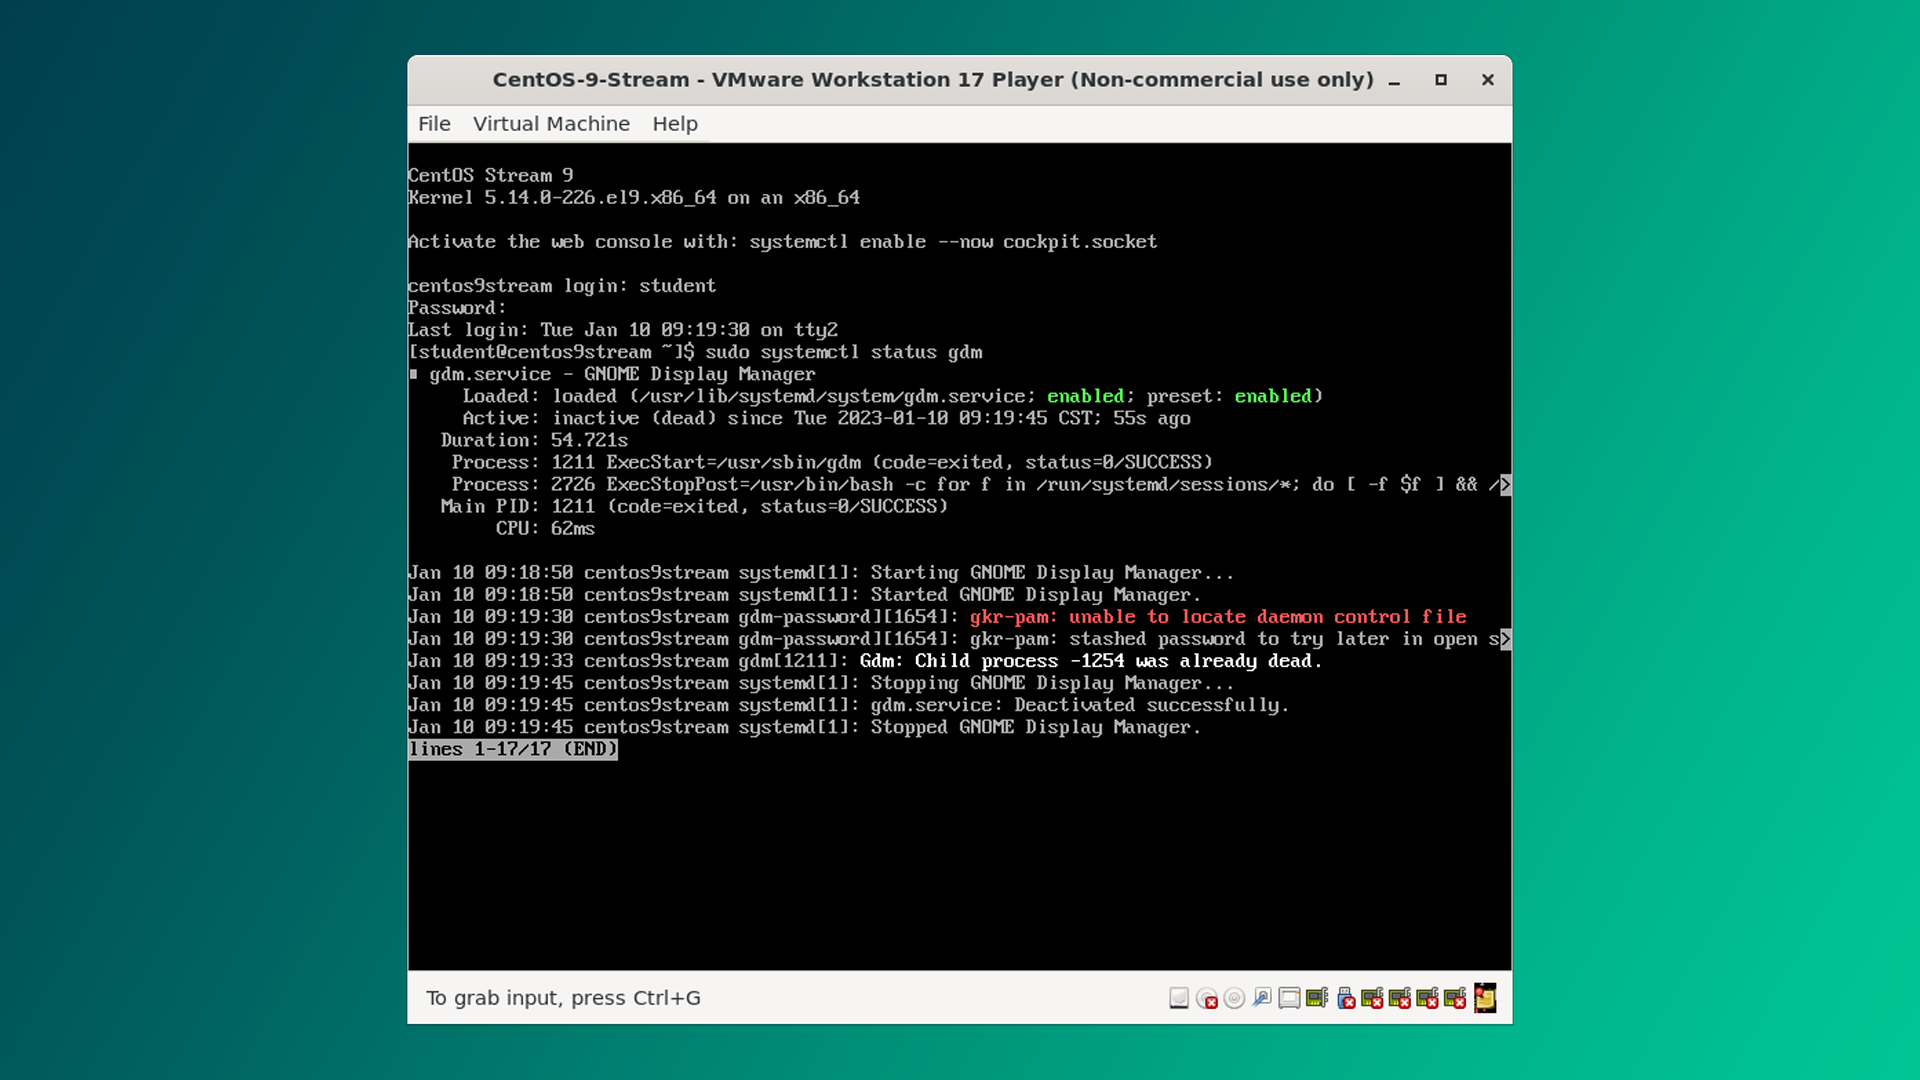 CentOS-9-Stream - VMware Workstation 17 Player (Non-commercial use only)
File Virtual Machine Help
CentOS Stream 9
Kernel 5.14.0-226.el9.x86_64 on an x86_64
Activate the web console with: systemctl enable --now cockpit.socket
centos9stream login: student
Password:
Last login: Tue Jan 10 09:19:30 on tty2
[student@centos9stream ~]$ sudo systemctl status gdm
gdm.service - GNOME Display Manager
Loaded: loaded (/usr/lib/systemd/system/gdm.service; enabled; preset: enabled)
Active: inactive (dead) since Tue 2023-01-10 09:19:45 CST; 55s ago
Duration: 54.721s
Process: 1211 ExecStart=/usr/sbin/gdm (code=exited, status=0/SUCCESS)
Process: 2726 ExecStopPost=/usr/bin/bash -c for f in /run/systemd/sessions/*; do [ -f $f ] && />
Main PID: 1211 (code=exited, status=0/SUCCESS)
CPU: 62ms
Jan 10 09:18:50 centos9stream systemd[1]: Starting GNOME Display Manager...
Jan 10 09:18:50 centos9stream systemd[1]: Started GNOME Display Manager.
Jan 10 09:19:30 centos9stream gdm-password][1654]: gkr-pam: unable to locate daemon control file
Jan 10 09:19:30 centos9stream gdm-password][1654]: gkr-pam: stashed password to try later in open s>
Jan 10 09:19:33 centos9stream gdm[1211]: Gdm: Child process -1254 was already dead.
Jan 10 09:19:45 centos9stream systemd[1]: Stopping GNOME Display Manager...
Jan 10 09:19:45 centos9stream systemd[1]: gdm.service: Deactivated successfully.
Jan 10 09:19:45 centos9stream systemd[1]: Stopped GNOME Display Manager.
lines 1-17/17 (END)
To grab input, press Ctrl+G